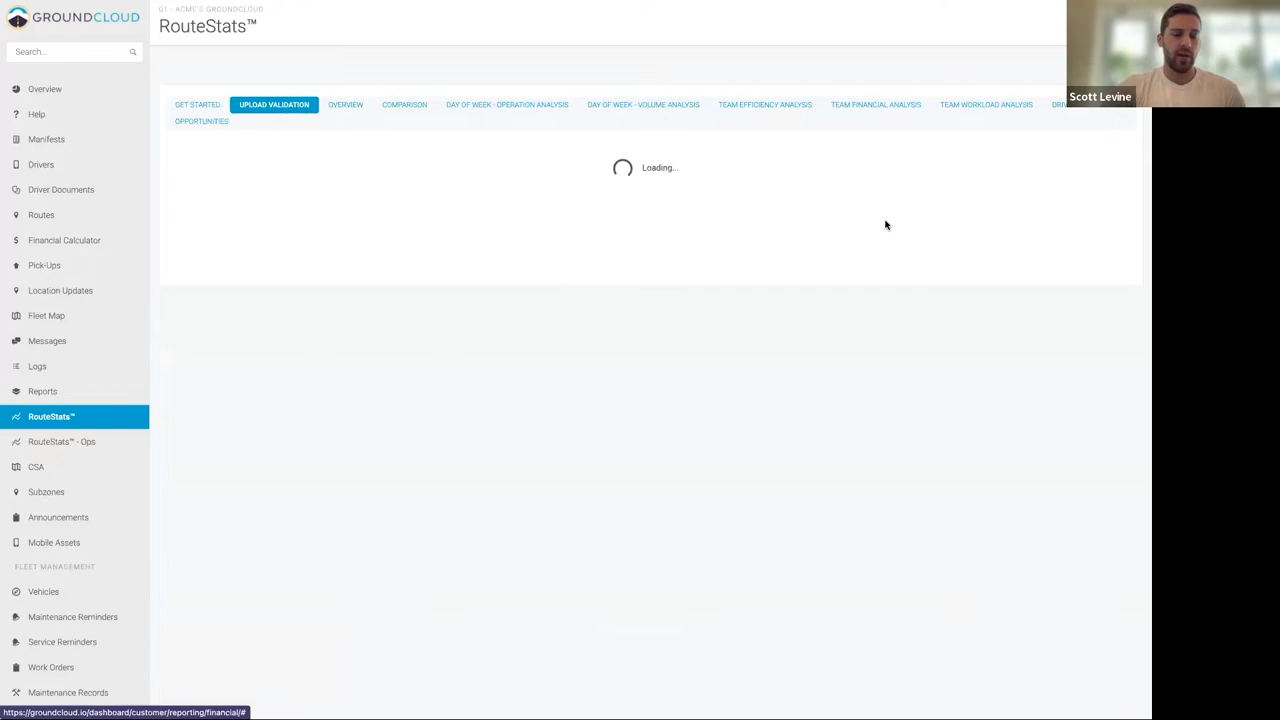 GROUNDCLOUD
Search...
Overview
Help
Manifests
Drivers
Driver Documents
Routes
Financial Calculator
Pick-Ups
Location Updates
Fleet Map
Messages
Logs
Reports
RouteStats™
RouteStats™ - Ops
CSA
Subzones
Announcements
Mobile Assets
FLEET MANAGEMENT
Vehicles
Maintenance Reminders
Service Reminders
Work Orders
Maintenance Records
https://groundcloud.io/dashboard/customer/reporting/financial/#
01 - ACME'S GROUNDCLOUD
RouteStats™
GET STARTED UPLOAD VALIDATION OVERVIEW COMPARISON DAY OF WEEK - OPERATION ANALYSIS DAY OF WEEK - VOLUME ANALYSIS TEAM EFFICIENCY ANALYSIS TEAM FINANCIAL ANALYSIS TEAM WORKLOAD ANALYSIS
OPPORTUNITIES
Loading...
Scott Levine